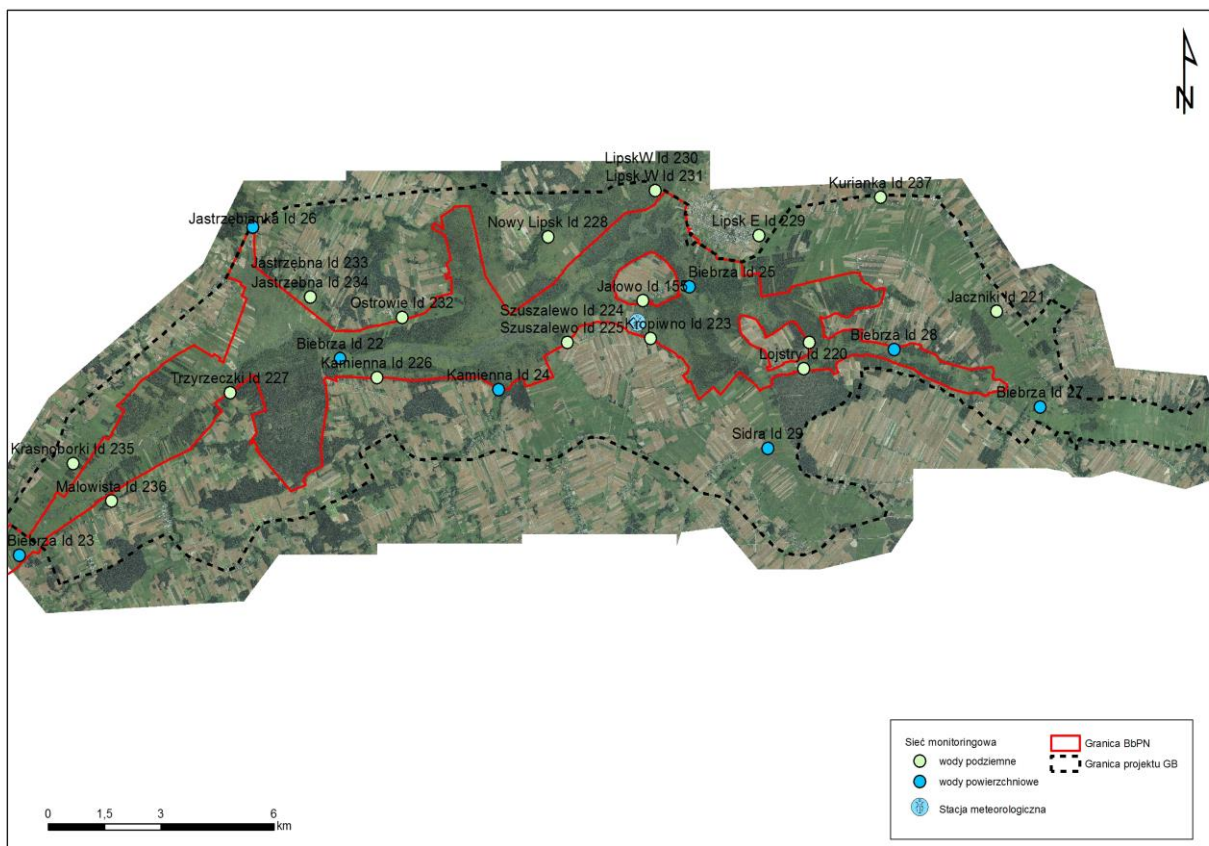 N
LipskW Id 230
Lipsk W Id 231
Kurianka Id 237
Jastrzębianka Id 26
Nowy Lipsk Id 228
Lipsk E Id 229
Jastrzębna Id 233
Jastrzębna Id 234
Biebrza Id 25
Jałowo Id 155
Jaczniki Id 221
Ostrowie Id 232
Szuszalewo Id 224
Szuszalewo Id 225
Kropiwno Id 223
Biebrza Id 22
Biebrza Id 28
Lojstry Id 220
Kamienna Id 226
Trzyrzeczki Id 227
Kamienna Id 24
Biebrza Id 27
Sidra Id 29
Krasnoborki Id 235
Malowista Id 236
Biebrza Id 23
Sieć monitoringowa
wody podziemne
wody powierzchniowe
Stacja meteorologiczna
Granica BbPN
Granica projektu GB
0 1,5 3 6
km